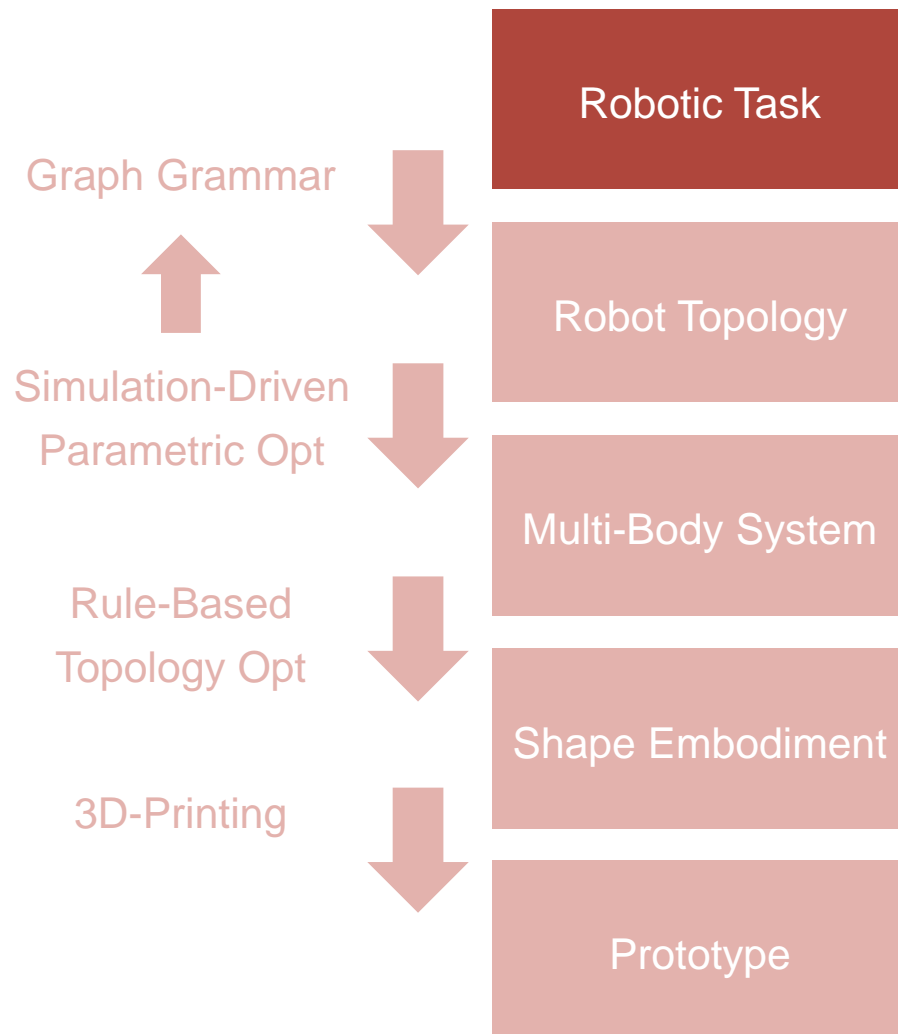 Robotic Task
Graph Grammar
Robot Topology
Simulation-Driven
Parametric Opt
Multi-Body System
Rule-Based
Topology Opt
Shape Embodiment
3D-Printing
Prototype